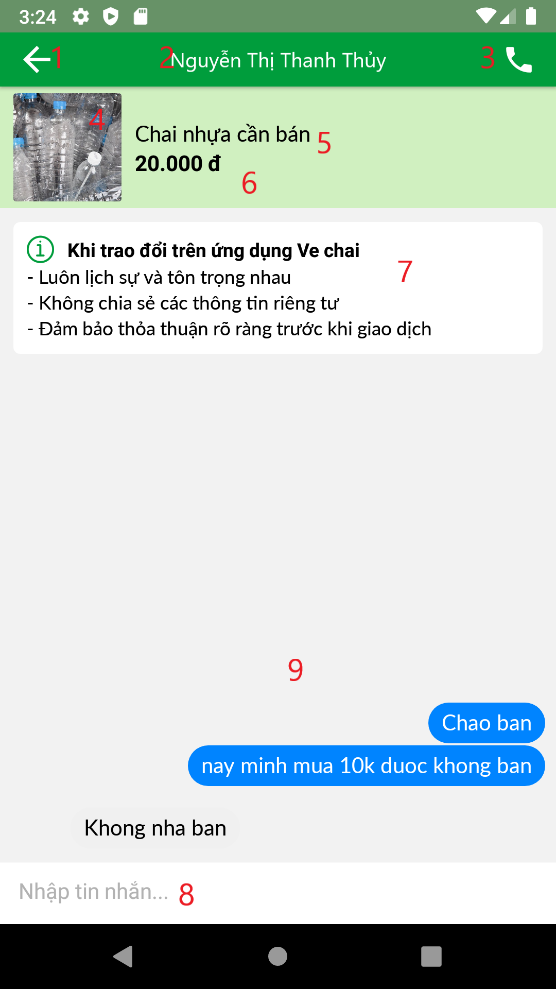 3:24
1 2 Nguyễn Thị Thanh Thủy 3
4
Chai nhựa cần bán 5
20.000 đ
6
Khi trao đổi trên ứng dụng Ve chai
7
- Luôn lịch sự và tôn trọng nhau
- Không chia sẻ các thông tin riêng tư
- Đảm bảo thỏa thuận rõ ràng trước khi giao dịch
9
Chao ban
nay minh mua 10k duoc khong ban
Khong nha ban
Nhập tin nhắn... 8